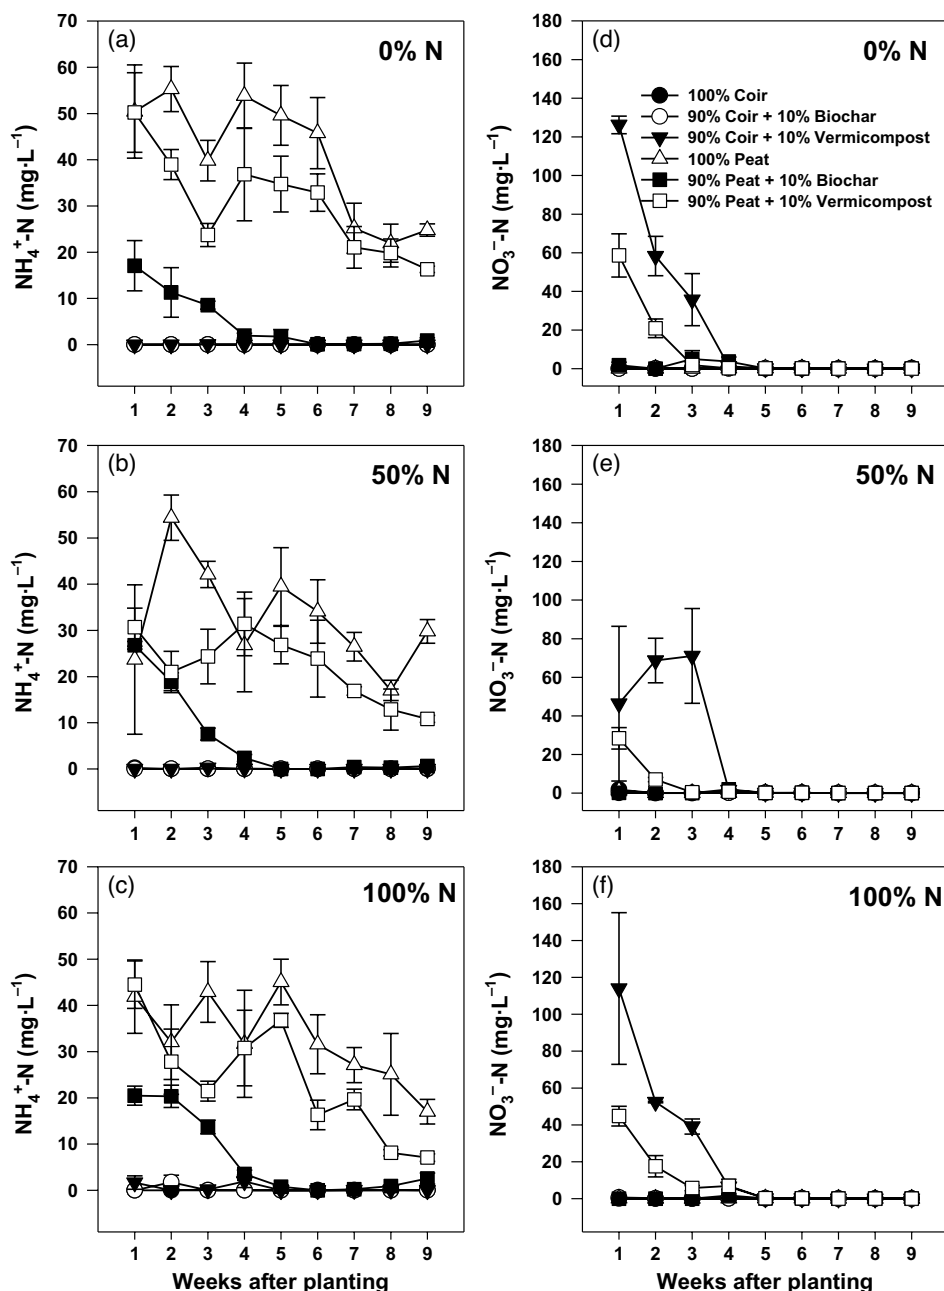 (a)
0% N
NH₄⁺-N (mg·L⁻¹)
70
60
50
40
30
20
10
0
1 2 3 4 5 6 7 8 9
(d)
0% N
NO₃⁻-N (mg·L⁻¹)
180
160
140
120
100
80
60
40
20
0
100% Coir
90% Coir + 10% Biochar
90% Coir + 10% Vermicompost
100% Peat
90% Peat + 10% Biochar
90% Peat + 10% Vermicompost
1 2 3 4 5 6 7 8 9
(b)
50% N
NH₄⁺-N (mg·L⁻¹)
70
60
50
40
30
20
10
0
1 2 3 4 5 6 7 8 9
(e)
50% N
NO₃⁻-N (mg·L⁻¹)
180
160
140
120
100
80
60
40
20
0
1 2 3 4 5 6 7 8 9
(c)
100% N
NH₄⁺-N (mg·L⁻¹)
70
60
50
40
30
20
10
0
1 2 3 4 5 6 7 8 9
Weeks after planting
(f)
100% N
NO₃⁻-N (mg·L⁻¹)
180
160
140
120
100
80
60
40
20
0
1 2 3 4 5 6 7 8 9
Weeks after planting